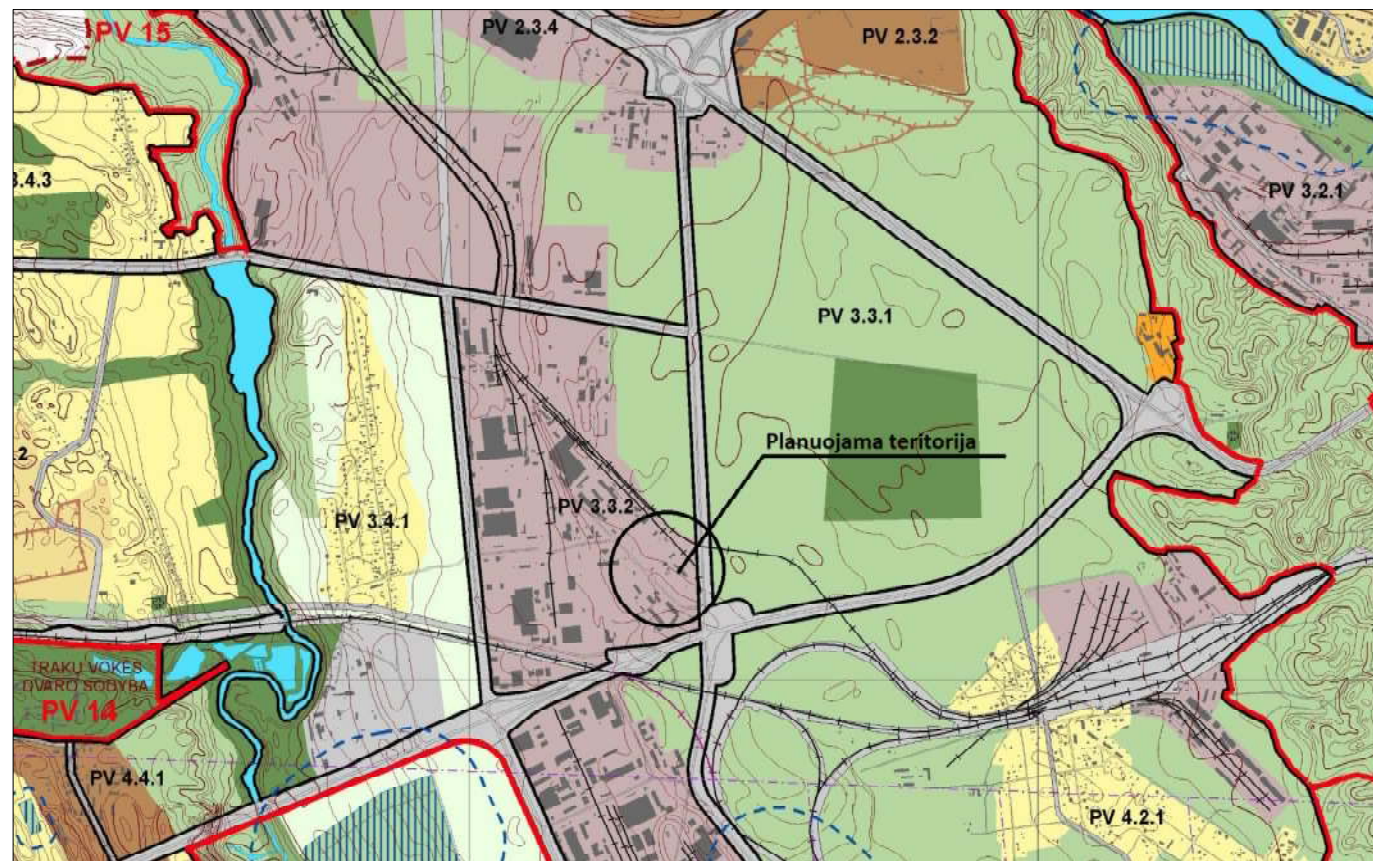 PV 15
PV 2.3.4
PV 2.3.2
3.4.3
PV 3.2.1
PV 3.3.1
.2
Planuojama teritorija
PV 3.3.2
PV 3.4.1
TRAKŲ VOKĖS
DVARO SODYBA
PV 14
PV 4.4.1
PV 4.2.1